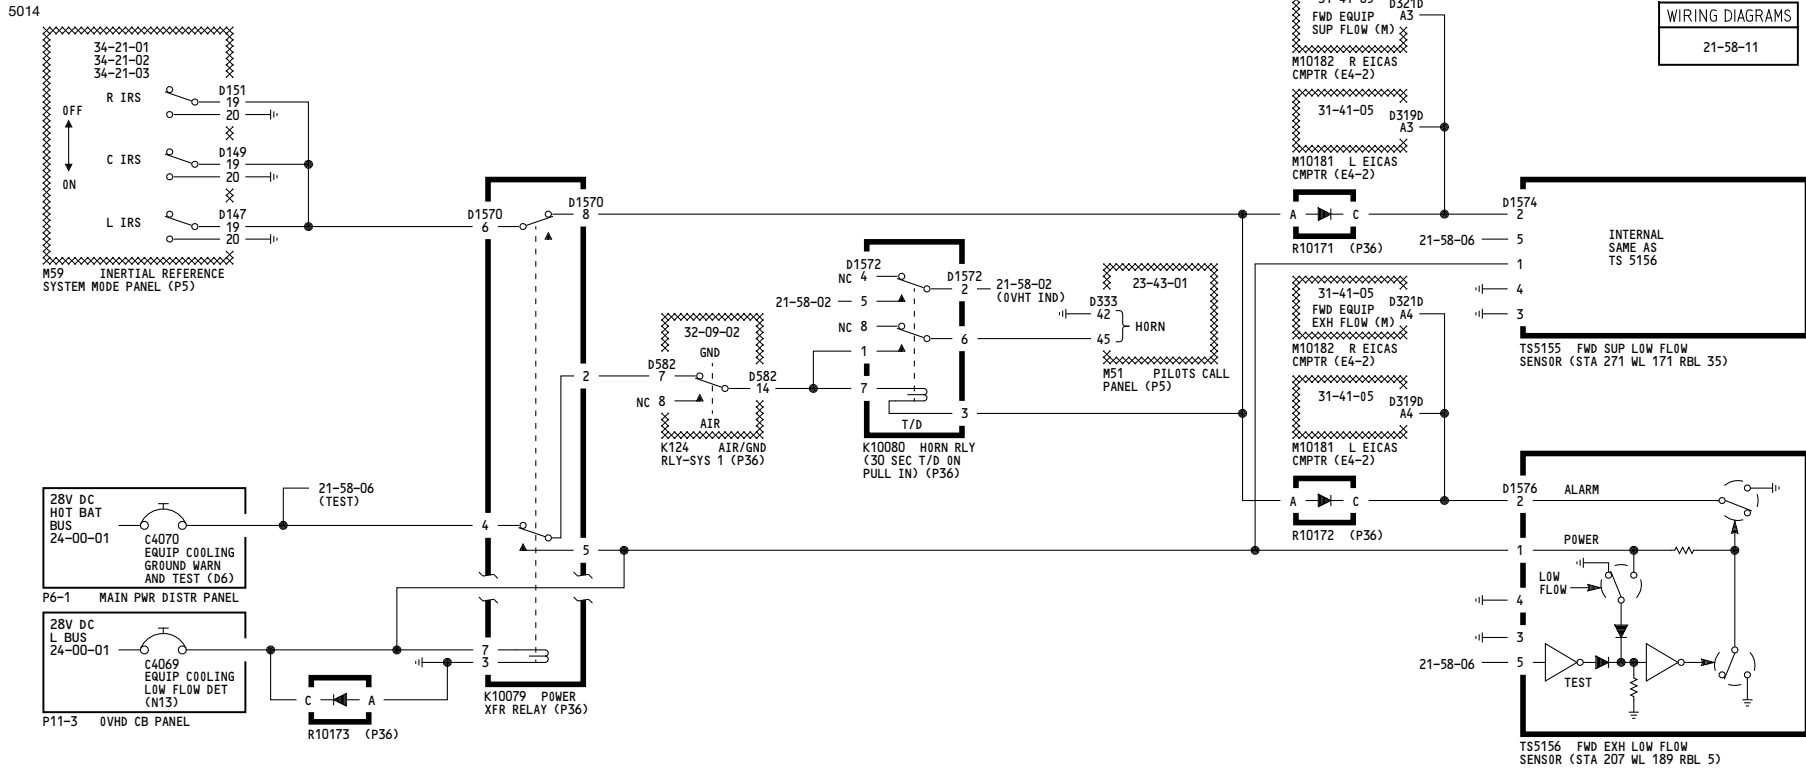 5014
WIRING DIAGRAMS
21-58-11
34-21-01
34-21-02
34-21-03
OFF
ON
R IRS
D151
19
20
C IRS
D149
19
20
L IRS
D147
19
20
M59 INERTIAL REFERENCE
SYSTEM MODE PANEL (P5)
28V DC
HOT BAT
BUS
24-00-01
C4070
EQUIP COOLING
GROUND WARN
AND TEST (D6)
P6-1 MAIN PWR DISTR PANEL
21-58-06
(TEST)
28V DC
L BUS
24-00-01
C4069
EQUIP COOLING
LOW FLOW DET
(N13)
P11-3 OVHD CB PANEL
C A
R10173 (P36)
D1570
6
D1570
8
2
4
5
7
3
K10079 POWER
XFR RELAY (P36)
32-09-02
GND
D582
7
D582
14
NC 8
AIR
K124 AIR/GND
RLY-SYS 1 (P36)
D1572
NC 4
D1572
2
21-58-02
(OVHT IND)
21-58-02 5
NC 8
6
1
7
3
T/D
K10080 HORN RLY
(30 SEC T/D ON
PULL IN) (P36)
23-43-01
D333
42
HORN
45
M51 PILOTS CALL
PANEL (P5)
31-41-05
D321D
FWD EQUIP
A3
SUP FLOW (M)
M10182 R EICAS
CMPTR (E4-2)
31-41-05
D319D
A3
M10181 L EICAS
CMPTR (E4-2)
A C
R10171 (P36)
31-41-05
D321D
FWD EQUIP
A4
EXH FLOW (M)
M10182 R EICAS
CMPTR (E4-2)
31-41-05
D319D
A4
M10181 L EICAS
CMPTR (E4-2)
A C
R10172 (P36)
D1574
2
21-58-06 5
1
4
3
INTERNAL
SAME AS
TS 5156
TS5155 FWD SUP LOW FLOW
SENSOR (STA 271 WL 171 RBL 35)
D1576
2
ALARM
1
POWER
LOW
FLOW
4
3
21-58-06 5
TEST
TS5156 FWD EXH LOW FLOW
SENSOR (STA 207 WL 189 RBL 5)